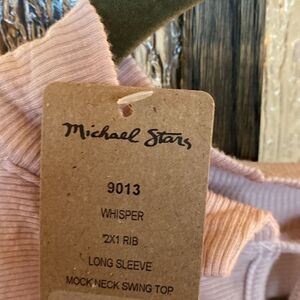 Michael Stars
9013
WHISPER
2X1 RIB
LONG SLEEVE
MOCK NECK SWING TOP